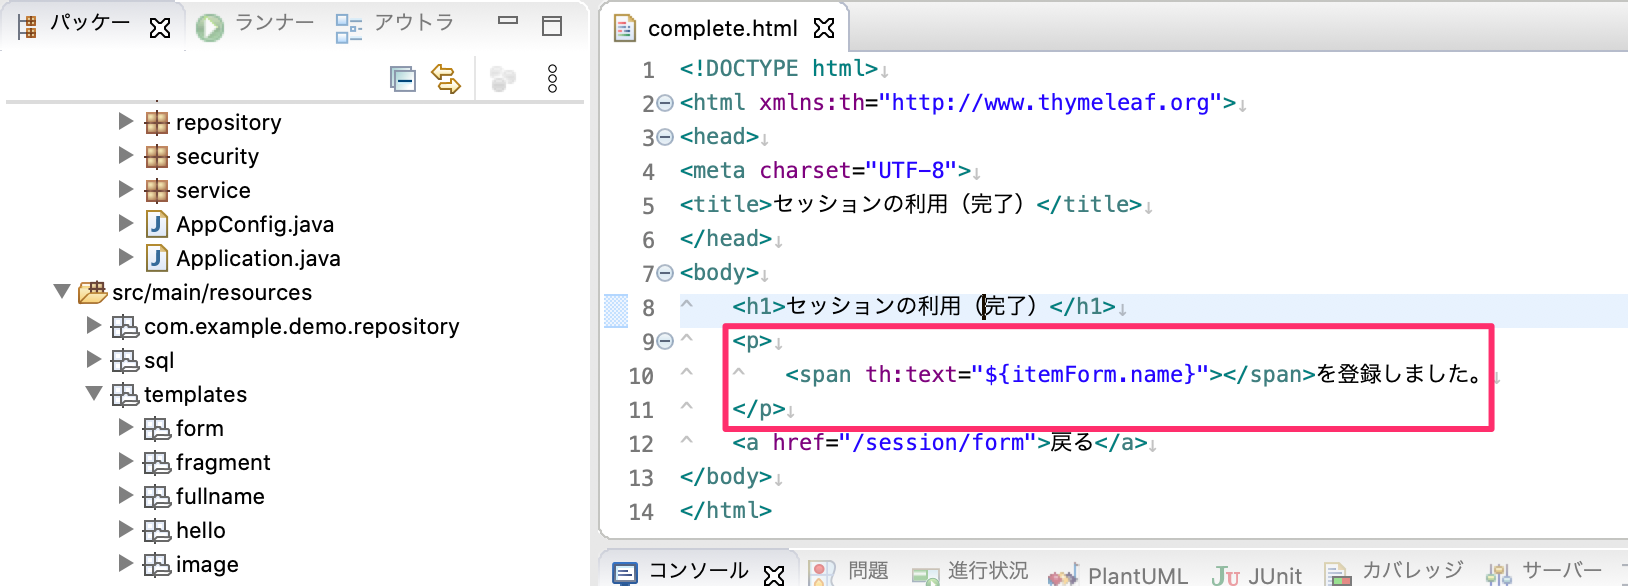 パッケー
ランナー
アウトラ
repository
security
service
AppConfig.java
Application.java
src/main/resources
com.example.demo.repository
sql
templates
form
fragment
fullname
hello
image
complete.html
1 <!DOCTYPE html>↓
2 <html xmlns:th="http://www.thymeleaf.org">↓
3 <head>↓
4 <meta charset="UTF-8">↓
5 <title>セッションの利用（完了）</title>↓
6 </head>↓
7 <body>↓
8 ^ <h1>セッションの利用（完了）</h1>↓
9 ^ <p>↓
10 ^ ^ <span th:text="${itemForm.name}"></span>を登録しました。↓
11 ^ </p>↓
12 ^ <a href="/session/form">戻る</a>↓
13 </body>↓
14 </html>
コンソール
問題
進行状況
PlantUML
JUnit
カバレッジ
サーバー